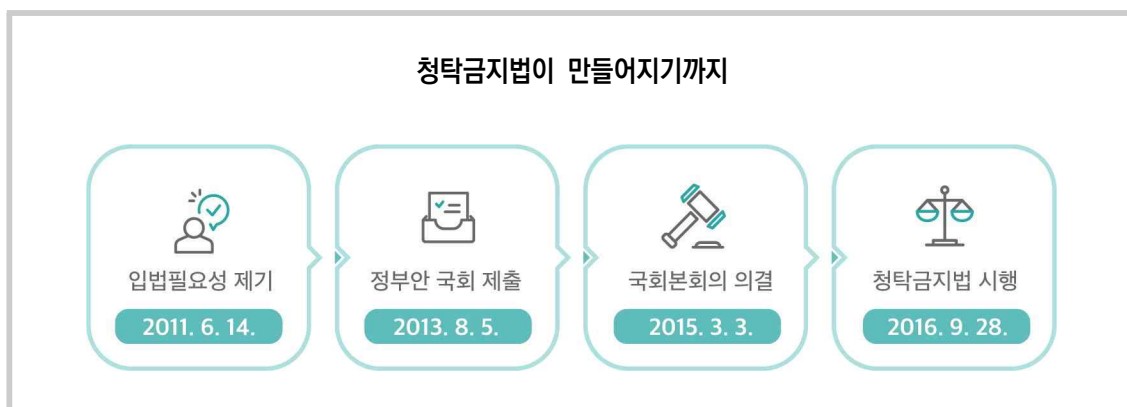 청탁금지법이 만들어지기까지
입법필요성 제기
2011. 6. 14.
정부안 국회 제출
2013. 8. 5.
국회본회의 의결
2015. 3. 3.
청탁금지법 시행
2016. 9. 28.